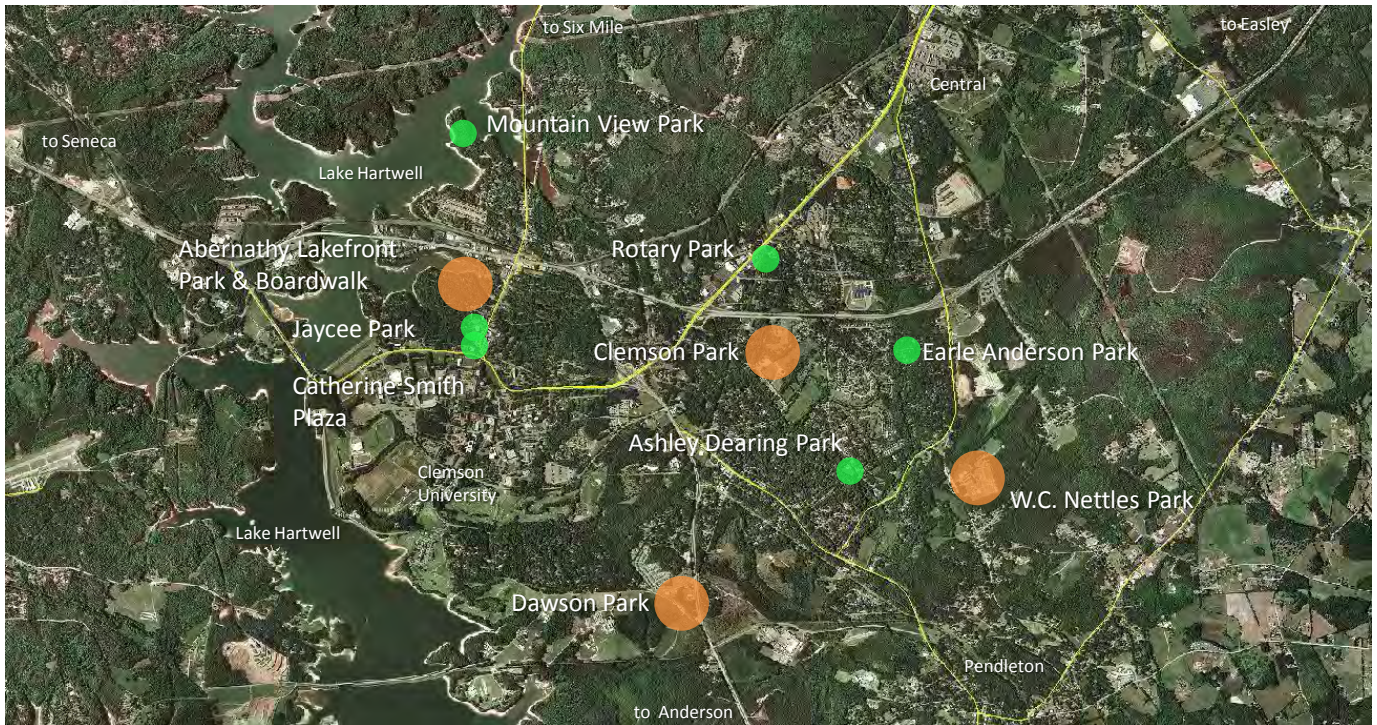 to Six Mile
to Easley
Central
Mountain View Park
to Seneca
Lake Hartwell
Abernathy Lakefront
Park & Boardwalk
Rotary Park
Jaycee Park
Clemson Park
Earle Anderson Park
Catherine Smith
Plaza
Ashley Dearing Park
Clemson
University
W.C. Nettles Park
Lake Hartwell
Dawson Park
Pendleton
to Anderson